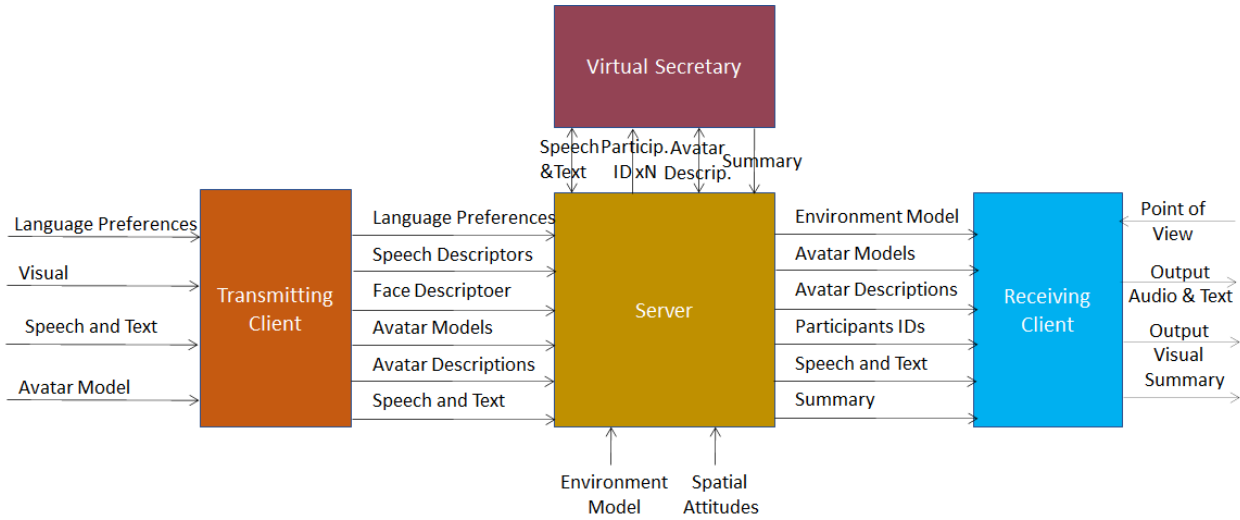 Virtual Secretary
Speech
&Text
Particip.
ID xN
Avatar
Descrip.
Summary
Language Preferences
Visual
Speech and Text
Avatar Model
Transmitting
Client
Language Preferences
Speech Descriptors
Face Descriptoer
Avatar Models
Avatar Descriptions
Speech and Text
Server
Environment Model
Avatar Models
Avatar Descriptions
Participants IDs
Speech and Text
Summary
Receiving
Client
Point of
View
Output
Audio & Text
Output
Visual
Summary
Environment
Model
Spatial
Attitudes